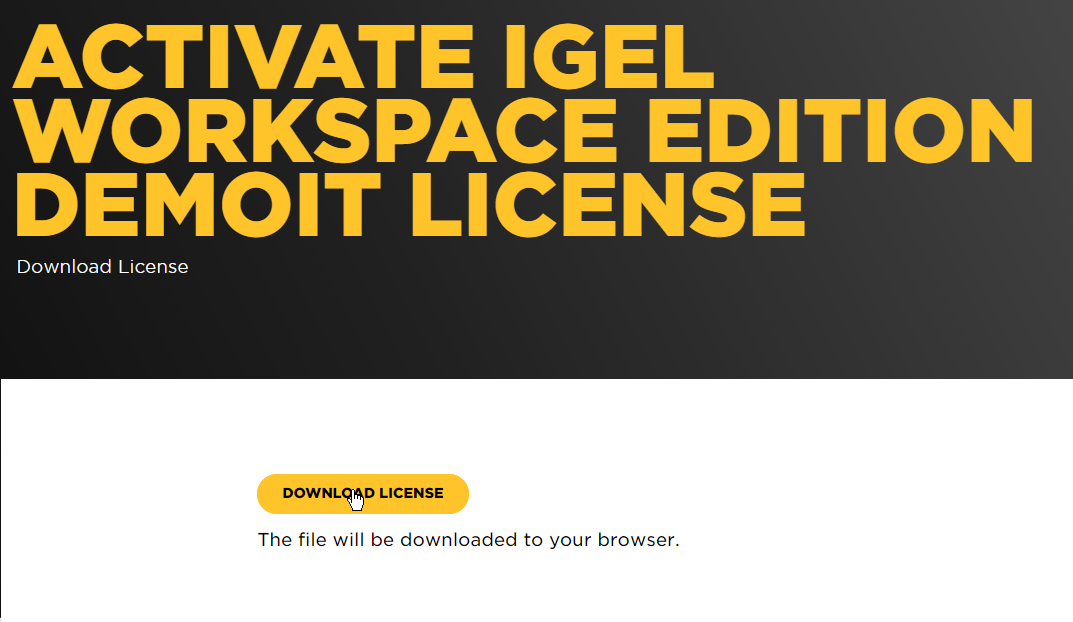 ACTIVATE IGEL
WORKSPACE EDITION
DEMOIT LICENSE
Download License
DOWNLOAD LICENSE
The file will be downloaded to your browser.